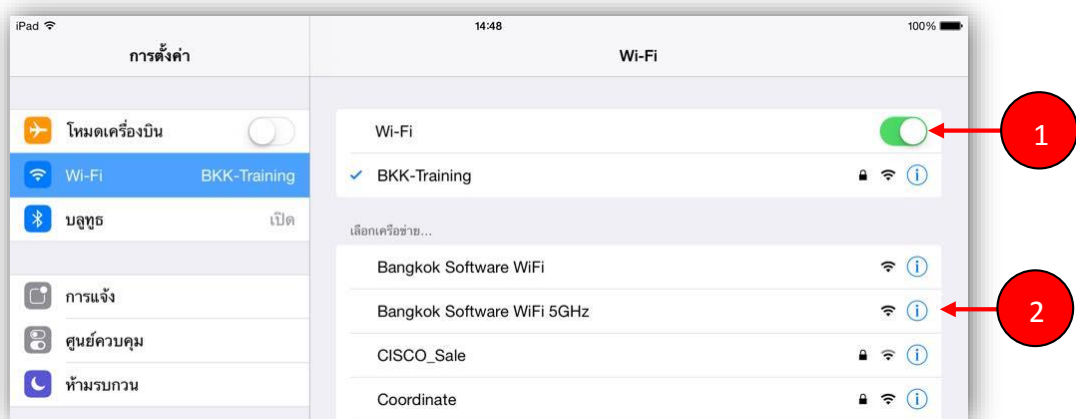 iPad 14:48 100%
การตั้งค่า Wi-Fi
โหมดเครื่องบิน
Wi-Fi 1
Wi-Fi BKK-Training
BKK-Training
บลูทูธ เปิด
เลือกเครือข่าย...
Bangkok Software WiFi
การแจ้ง
Bangkok Software WiFi 5GHz 2
ศูนย์ควบคุม
CISCO_Sale
ห้ามรบกวน
Coordinate